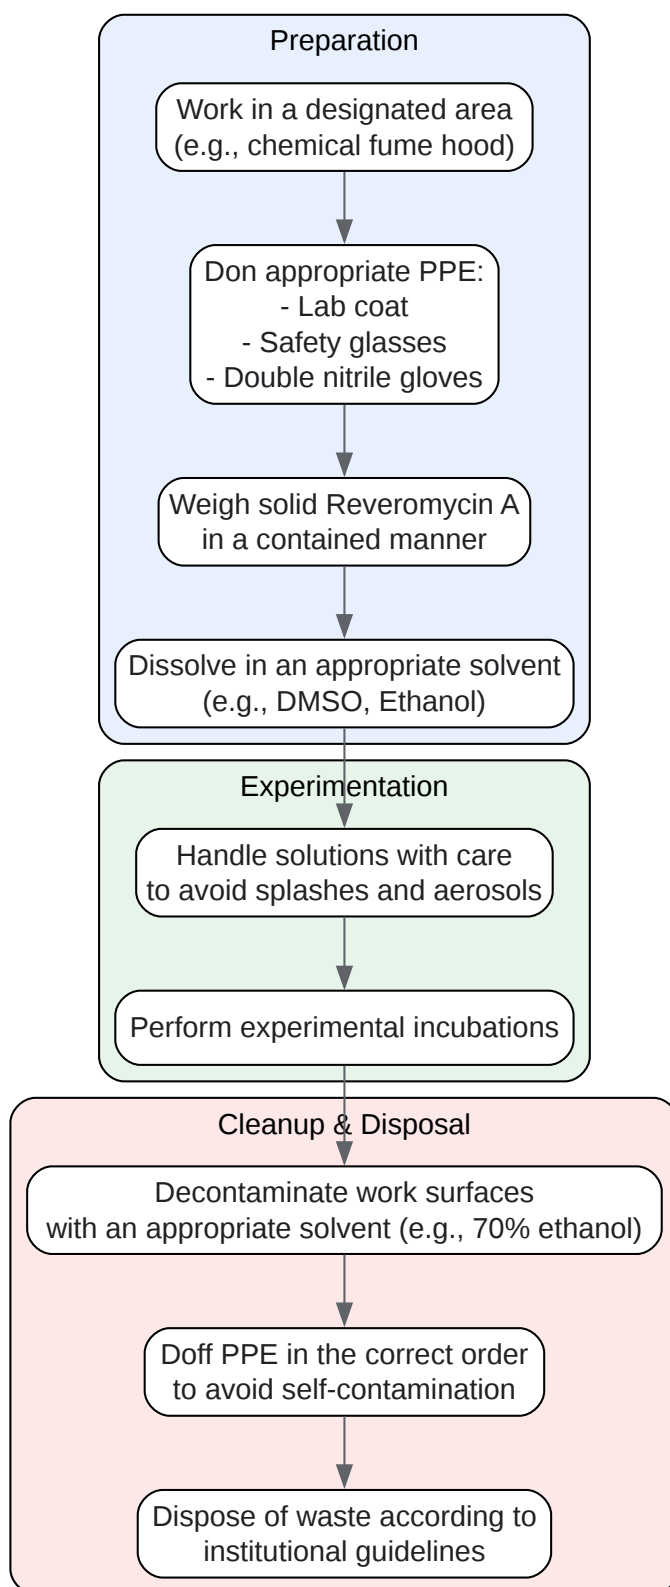 Preparation
Work in a designated area
(e.g., chemical fume hood)
Don appropriate PPE:
- Lab coat
- Safety glasses
- Double nitrile gloves
Weigh solid Reveromycin A
in a contained manner
Dissolve in an appropriate solvent
(e.g., DMSO, Ethanol)
Experimentation
Handle solutions with care
to avoid splashes and aerosols
Perform experimental incubations
Cleanup & Disposal
Decontaminate work surfaces
with an appropriate solvent (e.g., 70% ethanol)
Doff PPE in the correct order
to avoid self-contamination
Dispose of waste according to
institutional guidelines